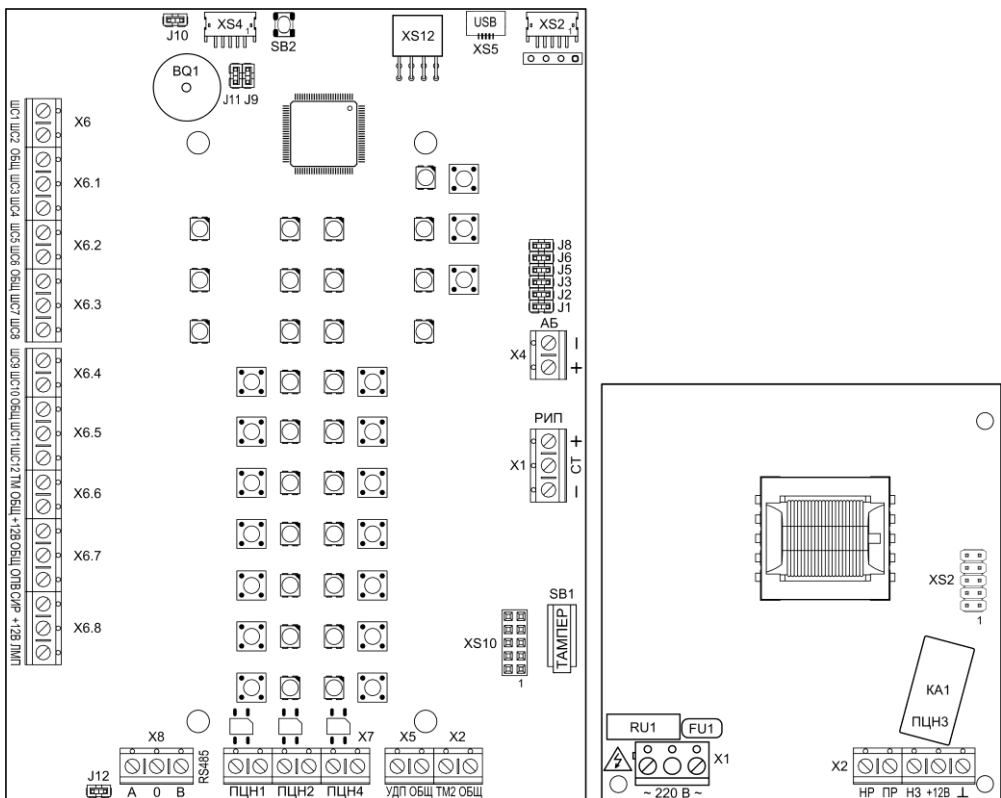 J10
XS4
1
SB2
XS12
USB
XS5
XS2
1
BQ1
J11 J9
ШС1 ШС2 ОБЩ ШС3 ШС4 ШС5 ШС6 ОБЩ ШС7 ШС8
X6
X6.1
X6.2
X6.3
J8
J6
J5
J3
J2
J1
АБ
X4
−
+
ШС9 ШС10 ОБЩ ШС11 ШС12 ТМ ОБЩ +12В ОБЩ ОПВ СИР +12В ЛМП
X6.4
X6.5
X6.6
X6.7
X6.8
РИП
X1
+
СТ
−
SB1
ТАМПЕР
XS10
1
X8
RS485
J12
A 0 B
X7
ПЦН1 ПЦН2 ПЦН4
X5
X2
УДП ОБЩ ТМ2 ОБЩ
XS2
1
КА1
ПЦН3
RU1
FU1
X1
~ 220 В ~
X2
НР ПР НЗ +12В ⊥